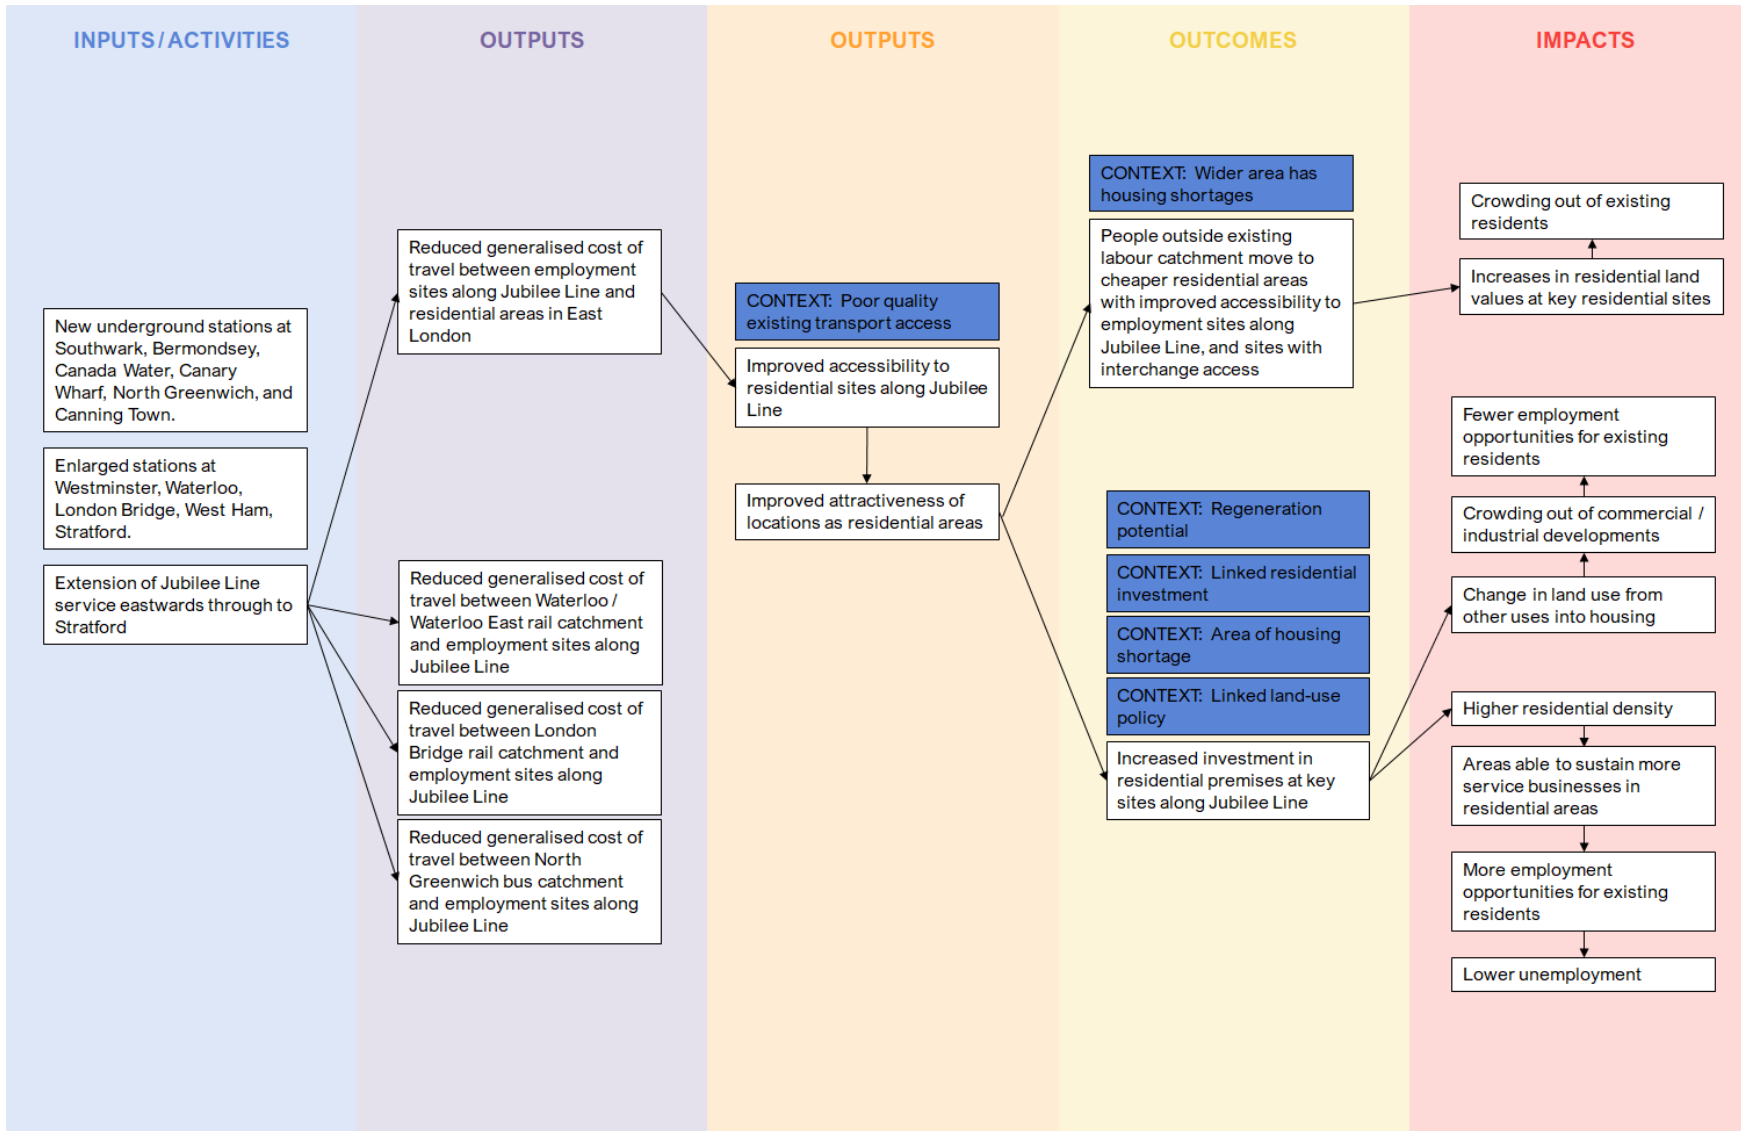 INPUTS / ACTIVITIES
New underground stations at
Southwark, Bermondsey,
Canada Water, Canary
Wharf, North Greenwich, and
Canning Town.
Enlarged stations at
Westminster, Waterloo,
London Bridge, West Ham,
Stratford.
Extension of Jubilee Line
service eastwards through to
Stratford
OUTPUTS
Reduced generalised cost of
travel between employment
sites along Jubilee Line and
residential areas in East
London
Reduced generalised cost of
travel between Waterloo /
Waterloo East rail catchment
and employment sites along
Jubilee Line
Reduced generalised cost of
travel between London
Bridge rail catchment and
employment sites along
Jubilee Line
Reduced generalised cost of
travel between North
Greenwich bus catchment
and employment sites along
Jubilee Line
OUTPUTS
CONTEXT: Poor quality
existing transport access
Improved accessibility to
residential sites along Jubilee
Line
Improved attractiveness of
locations as residential areas
OUTCOMES
CONTEXT: Wider area has
housing shortages
People outside existing
labour catchment move to
cheaper residential areas
with improved accessibility to
employment sites along
Jubilee Line, and sites with
interchange access
CONTEXT: Regeneration
potential
CONTEXT: Linked residential
investment
CONTEXT: Area of housing
shortage
CONTEXT: Linked land-use
policy
Increased investment in
residential premises at key
sites along Jubilee Line
IMPACTS
Crowding out of existing
residents
Increases in residential land
values at key residential sites
Fewer employment
opportunities for existing
residents
Crowding out of commercial /
industrial developments
Change in land use from
other uses into housing
Higher residential density
Areas able to sustain more
service businesses in
residential areas
More employment
opportunities for existing
residents
Lower unemployment